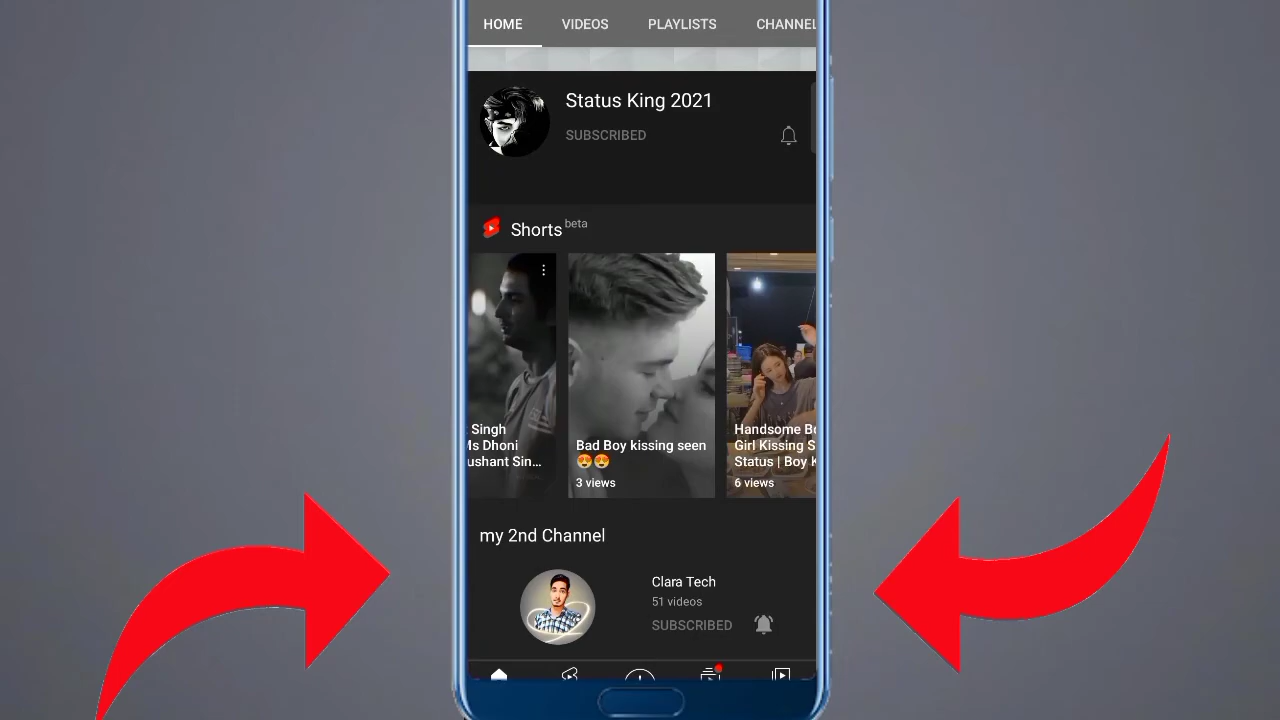 HOME VIDEOS PLAYLISTS CHANNEL
Status King 2021
SUBSCRIBED
Shorts beta
Singh
Ms Dhoni
ushant Sin...
Bad Boy kissing seen
😍😍
3 views
Handsome Bo
Girl Kissing S
Status | Boy K
6 views
my 2nd Channel
Clara Tech
51 videos
SUBSCRIBED